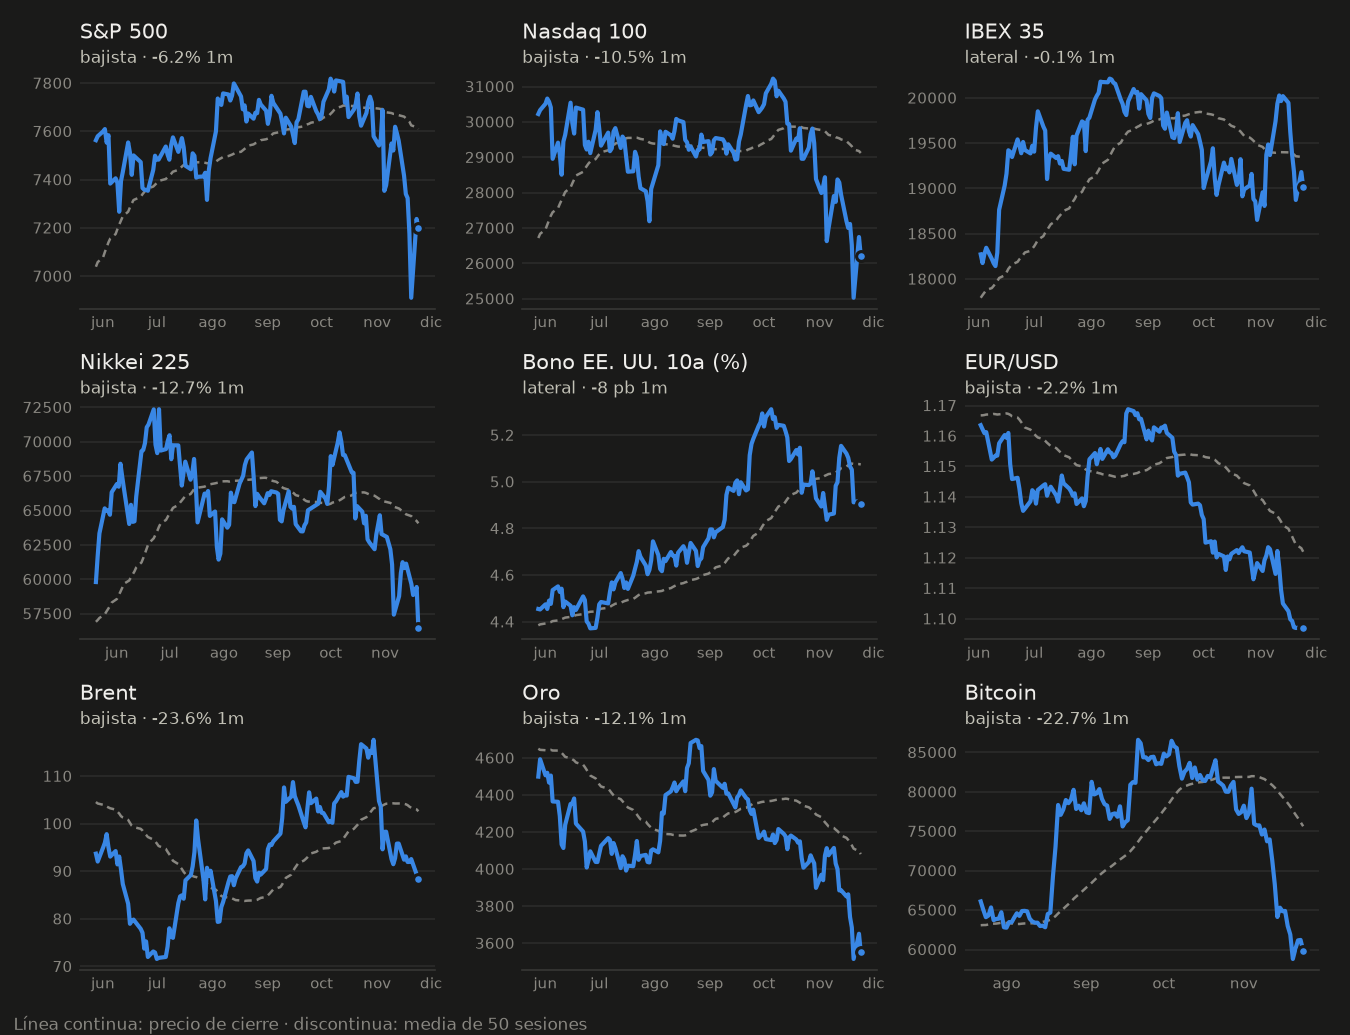 S&P 500
bajista · -6.2% 1m
7800
7600
7400
7200
7000
jun jul ago sep oct nov dic
Nasdaq 100
bajista · -10.5% 1m
31000
30000
29000
28000
27000
26000
25000
jun jul ago sep oct nov dic
IBEX 35
lateral · -0.1% 1m
20000
19500
19000
18500
18000
jun jul ago sep oct nov dic
Nikkei 225
bajista · -12.7% 1m
72500
70000
67500
65000
62500
60000
57500
jun jul ago sep oct nov
Bono EE. UU. 10a (%)
lateral · -8 pb 1m
5.2
5.0
4.8
4.6
4.4
jun jul ago sep oct nov dic
EUR/USD
bajista · -2.2% 1m
1.17
1.16
1.15
1.14
1.13
1.12
1.11
1.10
jun jul ago sep oct nov dic
Brent
bajista · -23.6% 1m
110
100
90
80
70
jun jul ago sep oct nov dic
Oro
bajista · -12.1% 1m
4600
4400
4200
4000
3800
3600
jun jul ago sep oct nov dic
Bitcoin
bajista · -22.7% 1m
85000
80000
75000
70000
65000
60000
ago sep oct nov
Línea continua: precio de cierre · discontinua: media de 50 sesiones